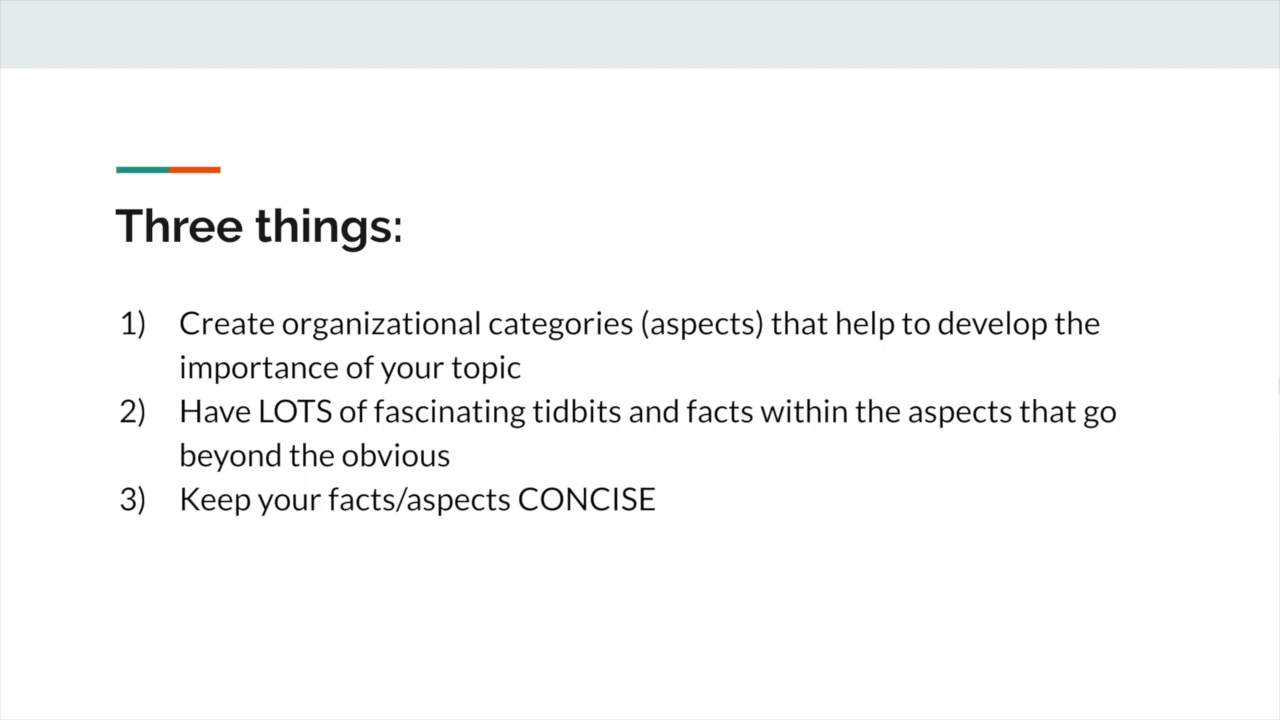 Three things:
1) Create organizational categories (aspects) that help to develop the
importance of your topic
2) Have LOTS of fascinating tidbits and facts within the aspects that go
beyond the obvious
3) Keep your facts/aspects CONCISE